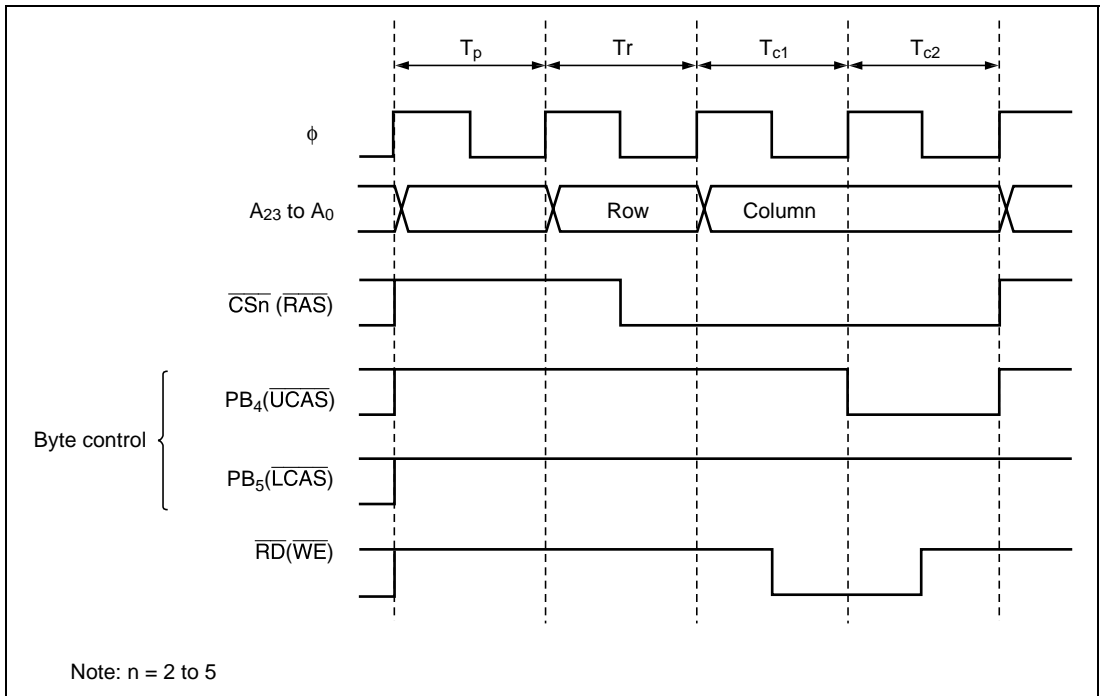 Tp Tr Tc1 Tc2
φ
A23 to A0 Row Column
CSn (RAS)
PB4(UCAS)
Byte control
PB5(LCAS)
RD(WE)
Note: n = 2 to 5